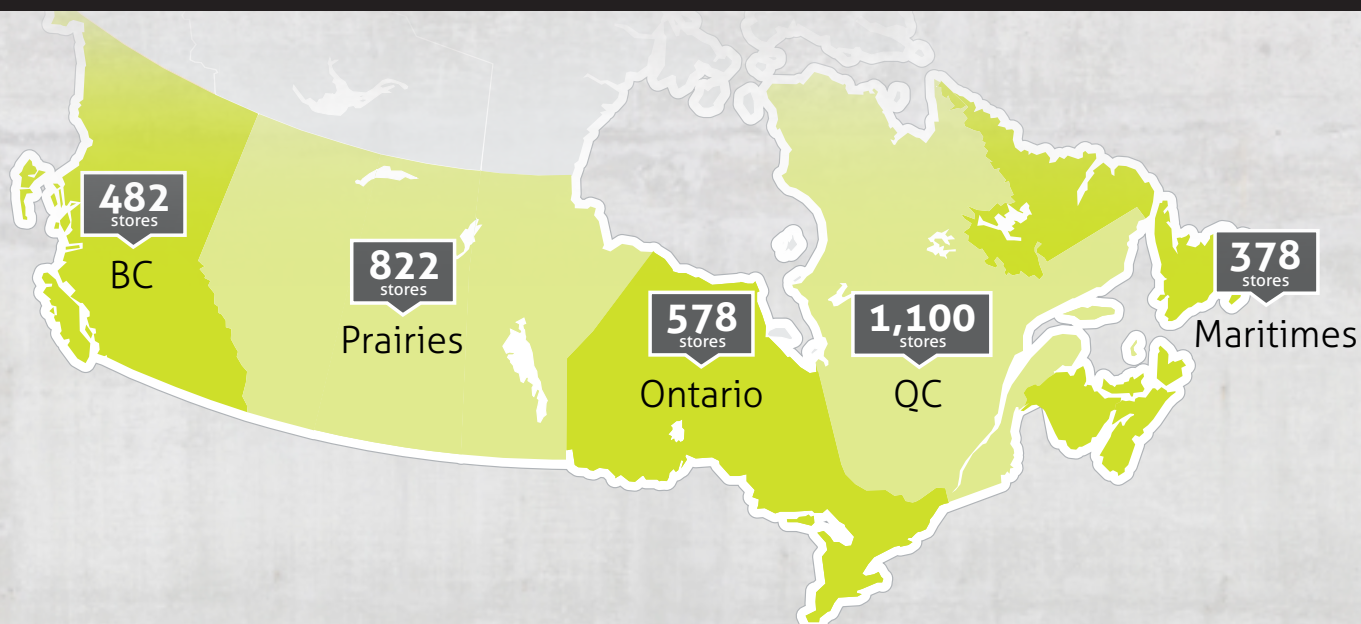 482
stores
BC
822
stores
Prairies
578
stores
Ontario
1,100
stores
QC
378
stores
Maritimes